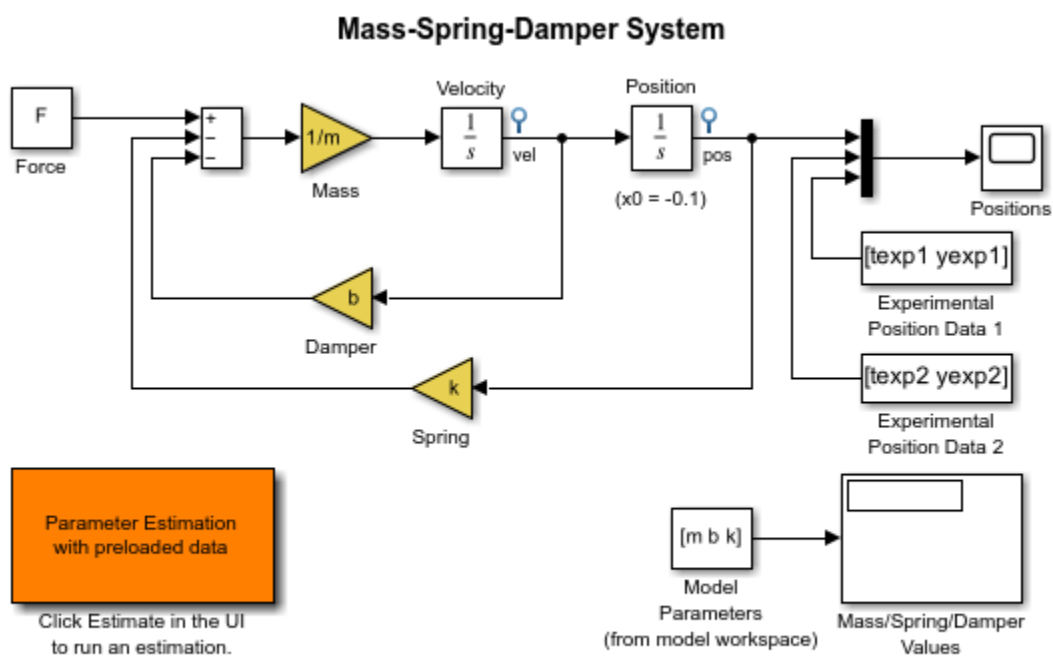 Mass-Spring-Damper System
F
Force
+
−
−
1/m
Mass
Velocity
1
s
vel
Position
1
s
pos
(x0 = -0.1)
Positions
[texp1 yexp1]
Experimental
Position Data 1
b
Damper
[texp2 yexp2]
Experimental
Position Data 2
k
Spring
Parameter Estimation
with preloaded data
Click Estimate in the UI
to run an estimation.
[m b k]
Model
Parameters
(from model workspace)
Mass/Spring/Damper
Values